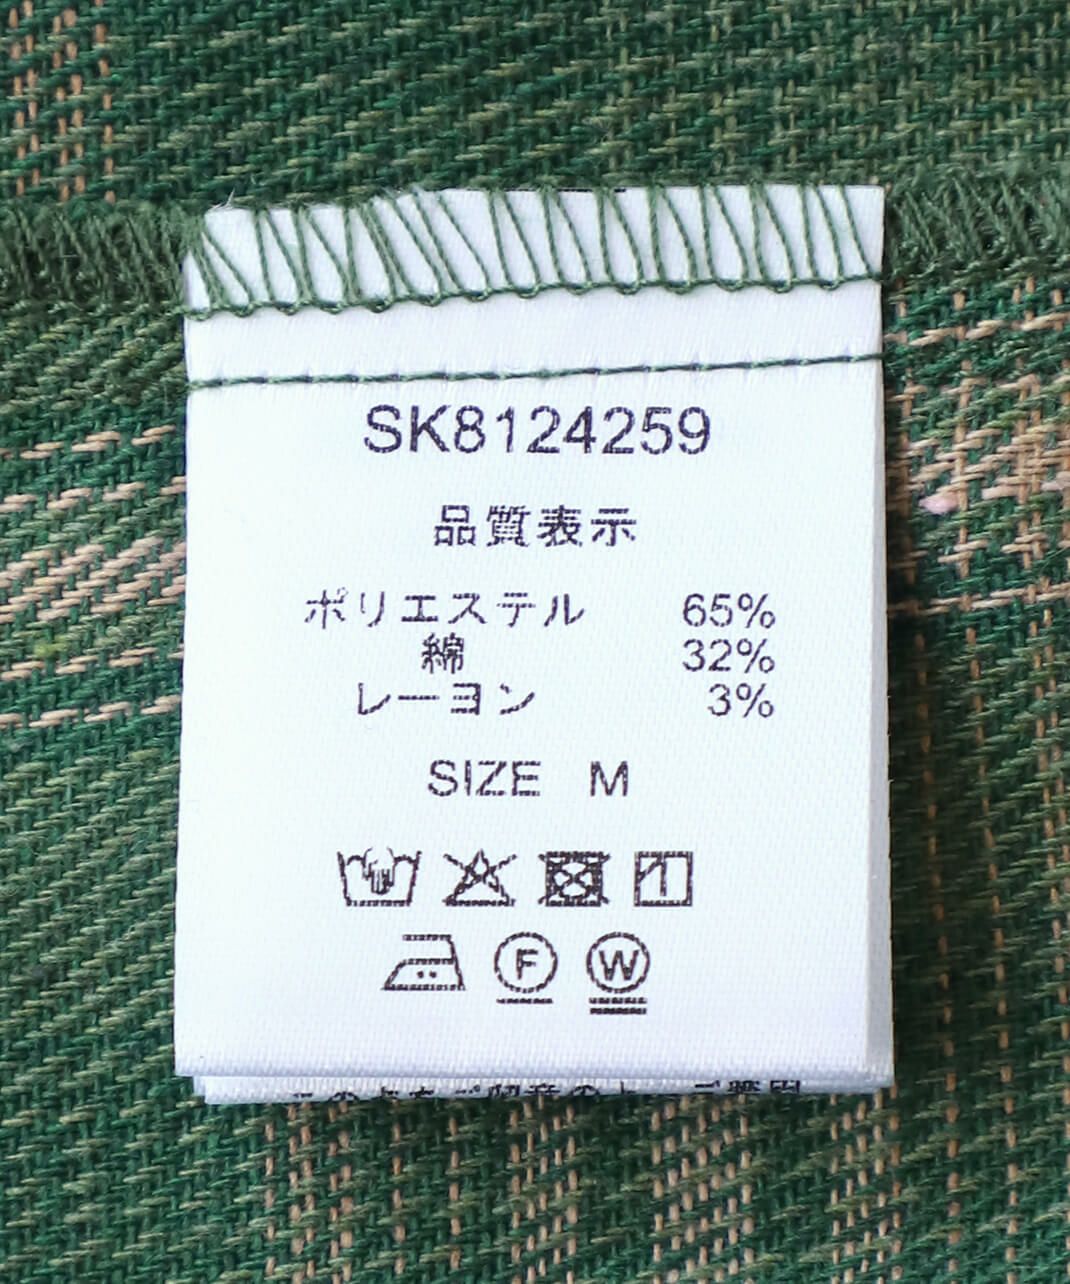 SK8124259
品質表示
ポリエステル 65%
綿 32%
レーヨン 3%
SIZE M
F W